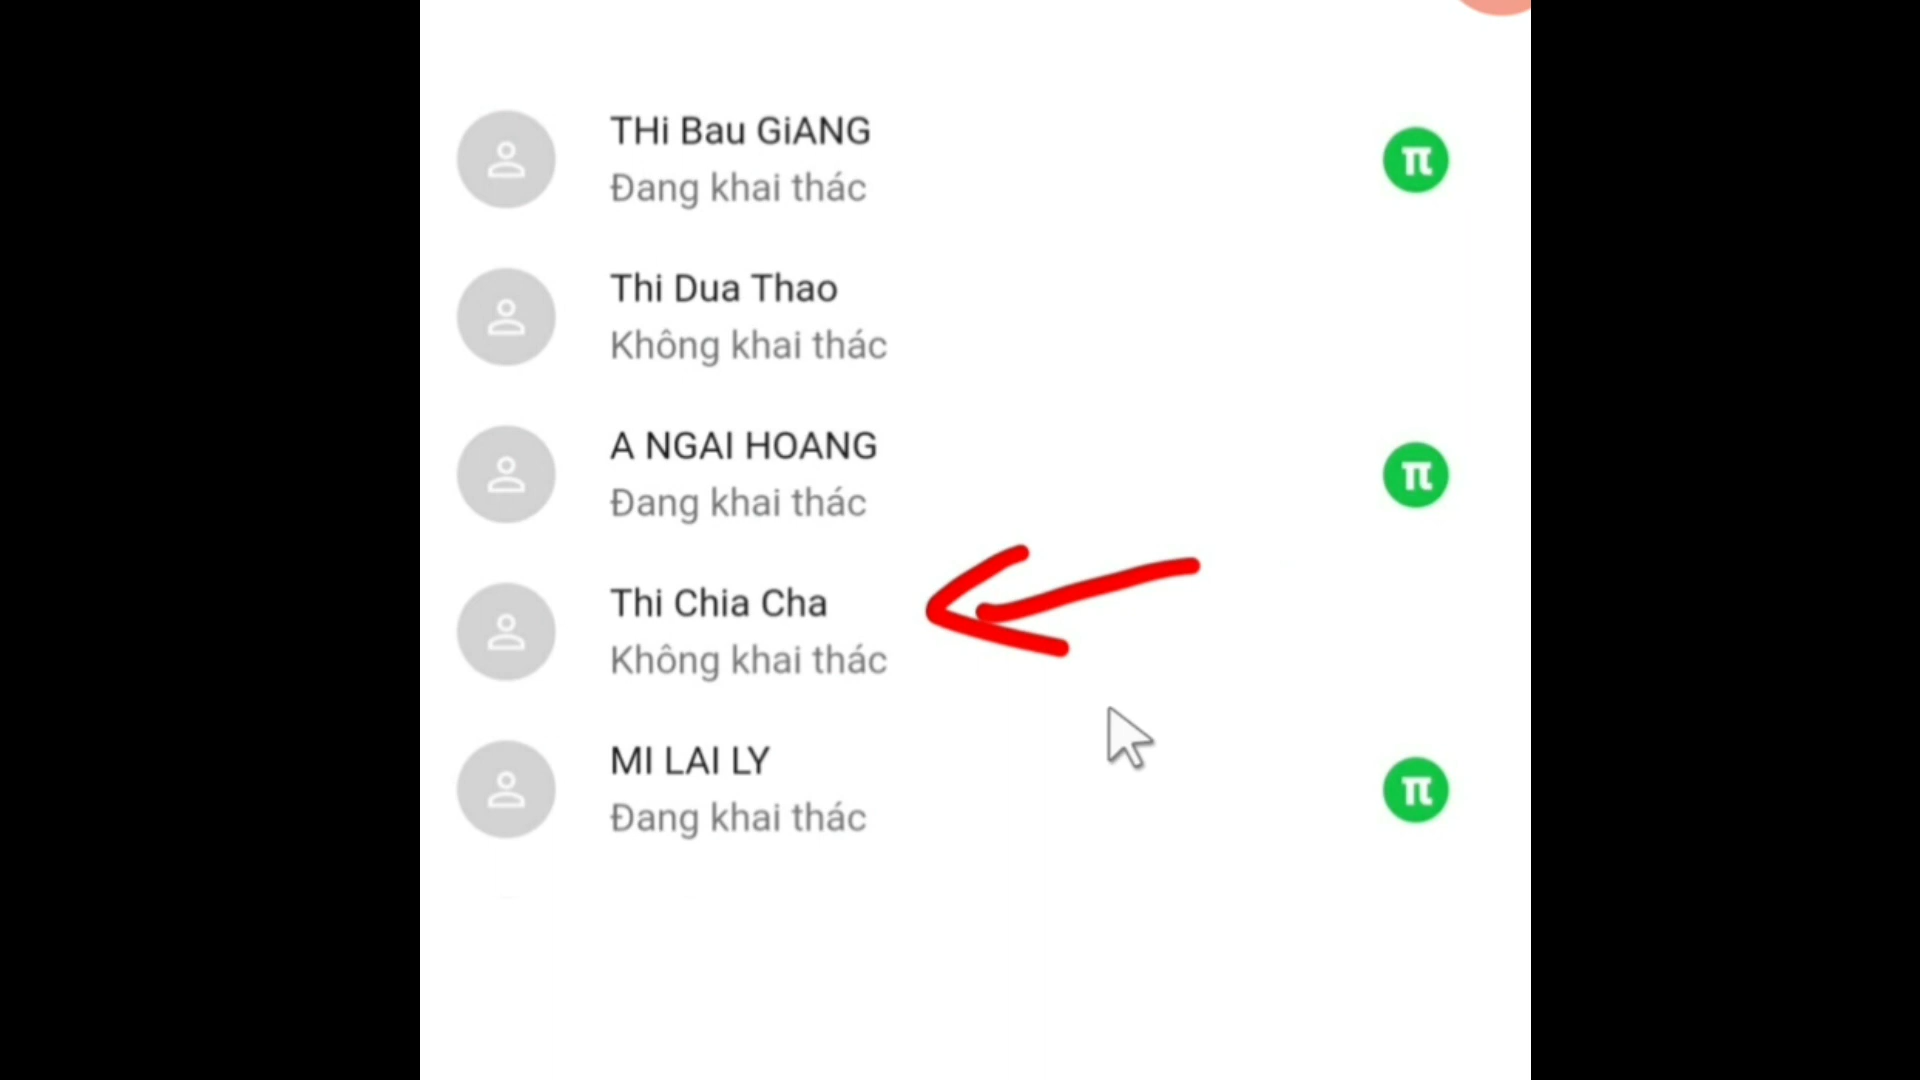 THi Bau GiANG
Đang khai thác
π
Thi Dua Thao
Không khai thác
A NGAI HOANG
Đang khai thác
π
Thi Chia Cha
Không khai thác
MI LAI LY
Đang khai thác
π